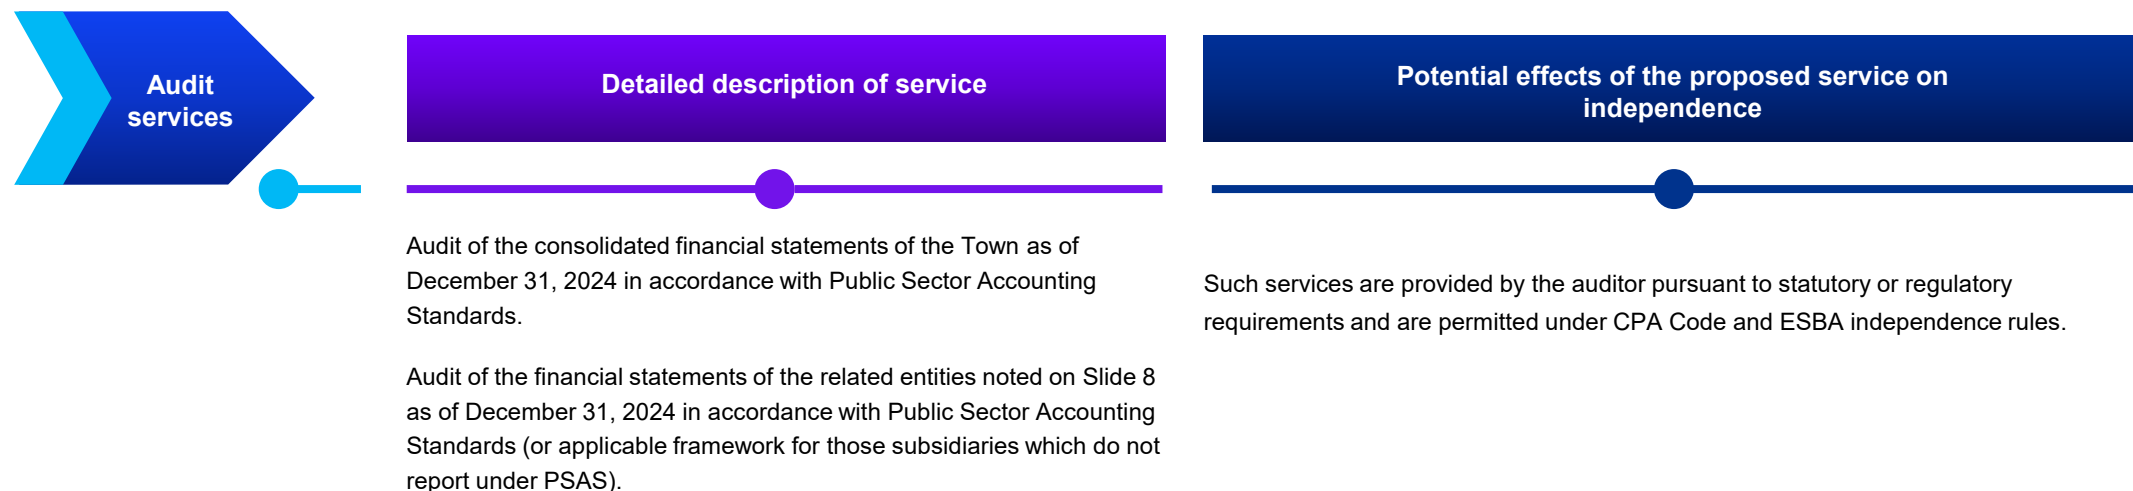 Audit
services
Detailed description of service
Potential effects of the proposed service on
independence
Audit of the consolidated financial statements of the Town as of
December 31, 2024 in accordance with Public Sector Accounting
Standards.
Audit of the financial statements of the related entities noted on Slide 8
as of December 31, 2024 in accordance with Public Sector Accounting
Standards (or applicable framework for those subsidiaries which do not
report under PSAS).
Such services are provided by the auditor pursuant to statutory or regulatory
requirements and are permitted under CPA Code and ESBA independence rules.